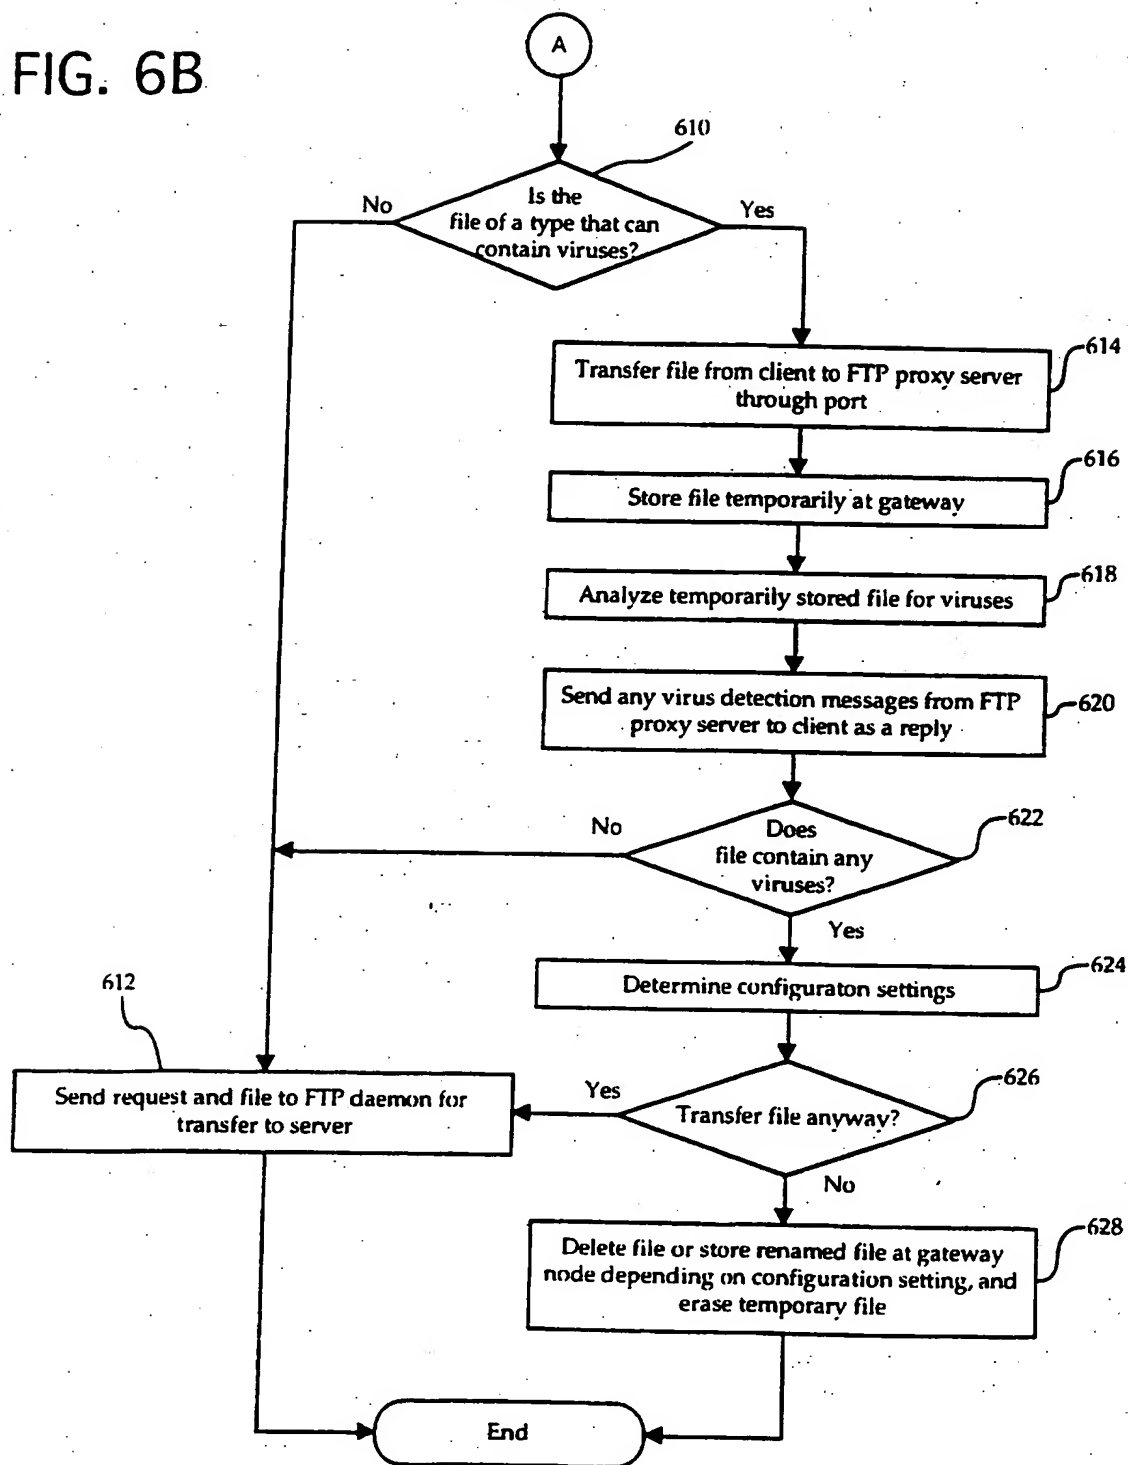 FIG. 6B
A
610
Is the
file of a type that can
contain viruses?
No
Yes
614
Transfer file from client to FTP proxy server
through port
616
Store file temporarily at gateway
618
Analyze temporarily stored file for viruses
620
Send any virus detection messages from FTP
proxy server to client as a reply
622
Does
file contain any
viruses?
No
Yes
624
Determine configuraton settings
612
Send request and file to FTP daemon for
transfer to server
626
Transfer file anyway?
Yes
No
628
Delete file or store renamed file at gateway
node depending on configuration setting, and
erase temporary file
End